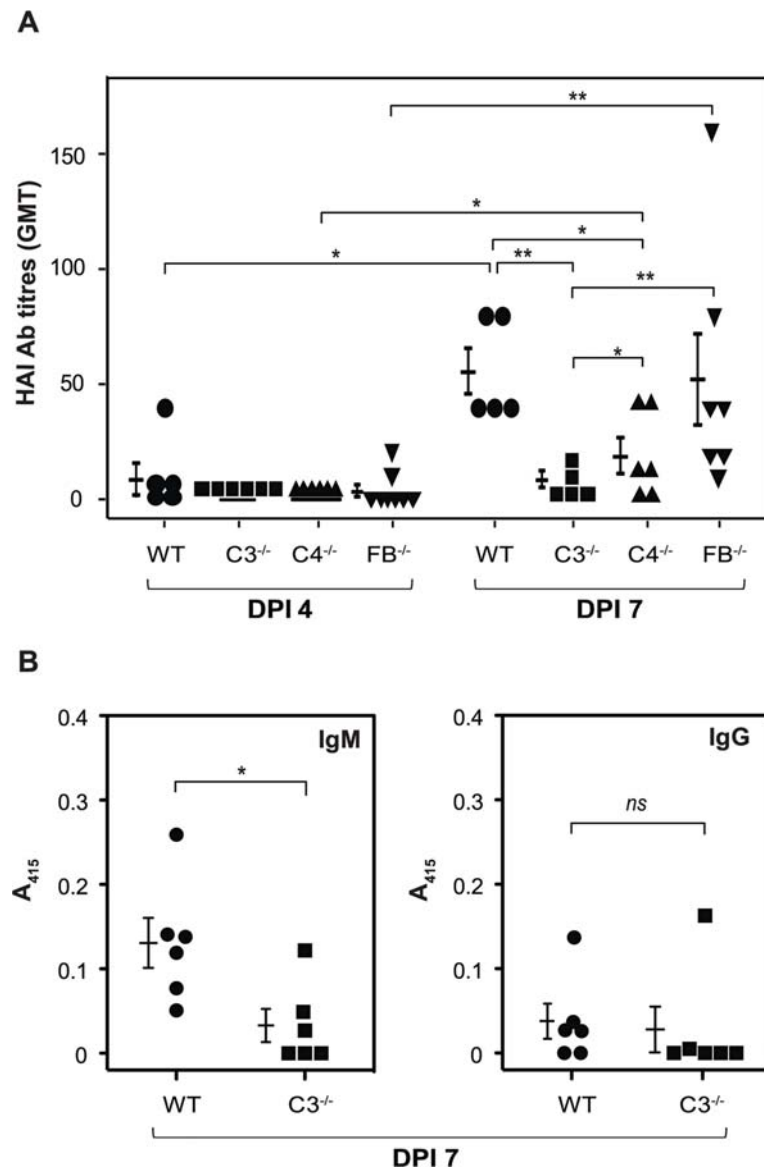 A
HAI Ab titres (GMT)
150
100
50
0
**
*
*
*
**
**
*
WT C3-/- C4-/- FB-/- WT C3-/- C4-/- FB-/-
DPI 4 DPI 7
B
A415
0.4
0.3
0.2
0.1
0
IgM
*
WT C3-/-
A415
0.4
0.3
0.2
0.1
0
IgG
ns
WT C3-/-
DPI 7